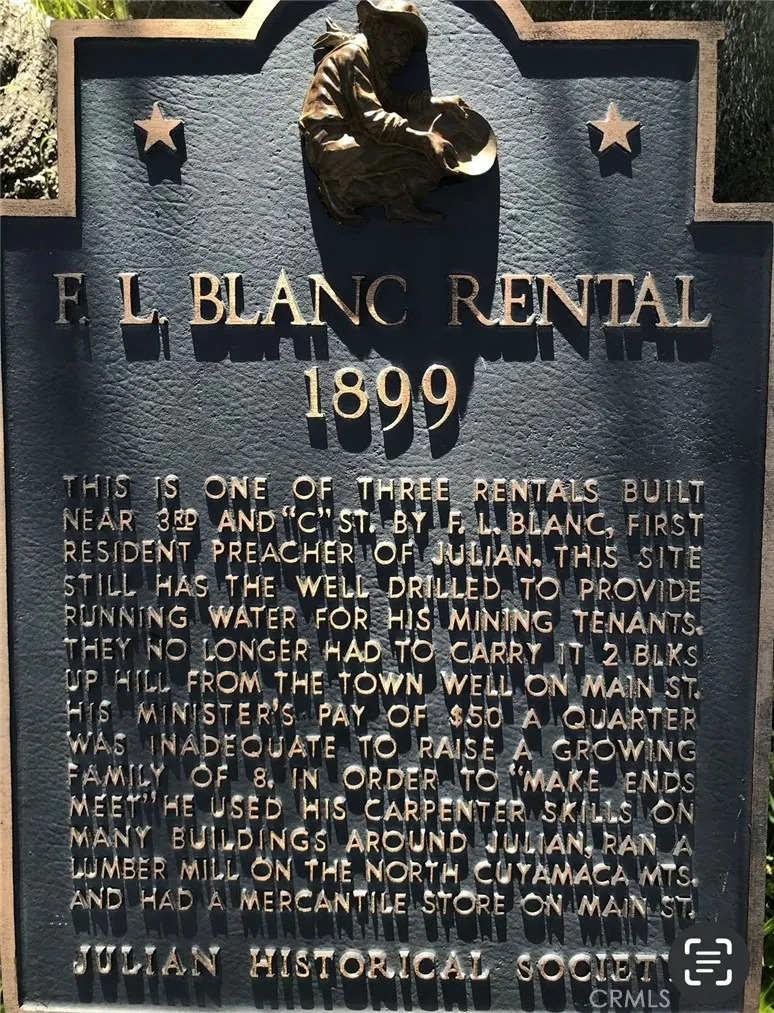 F. L. BLANC RENTAL
1899
THIS IS ONE OF THREE RENTALS BUILT
NEAR 3RD AND "C" ST. BY F. L. BLANC, FIRST
RESIDENT PREACHER OF JULIAN. THIS SITE
STILL HAS THE WELL DRILLED TO PROVIDE
RUNNING WATER FOR HIS MINING TENANTS.
THEY NO LONGER HAD TO CARRY IT 2 BLKS
UP HILL FROM THE TOWN WELL ON MAIN ST.
HIS MINISTER'S PAY OF $50 A QUARTER
WAS INADEQUATE TO RAISE A GROWING
FAMILY OF 8. IN ORDER TO "MAKE ENDS
MEET" HE USED HIS CARPENTER SKILLS ON
MANY BUILDINGS AROUND JULIAN, RAN A
LUMBER MILL ON THE NORTH CUYAMACA MTS.
AND HAD A MERCANTILE STORE ON MAIN ST.
JULIAN HISTORICAL SOCIETY
CRMLS